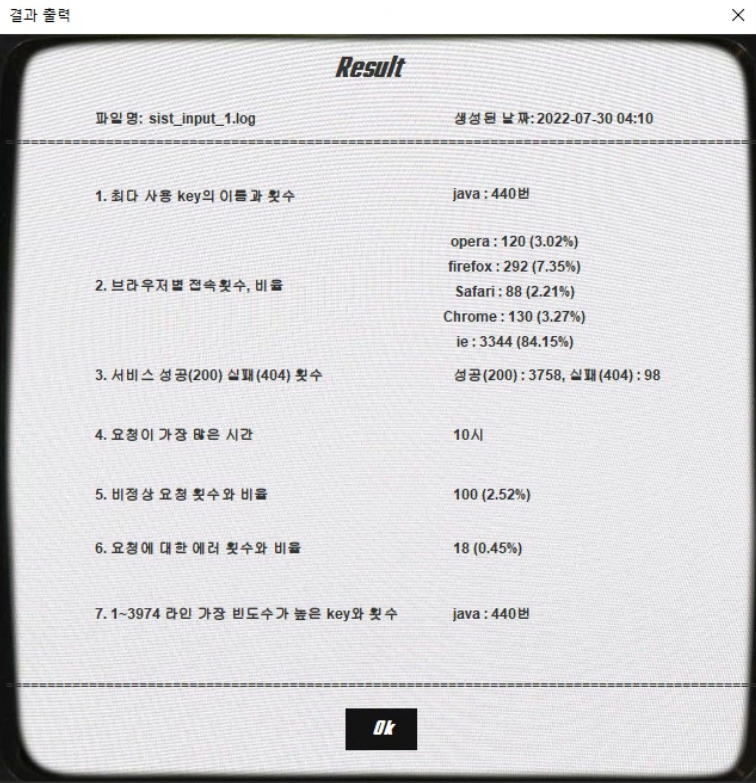 결과 출력
Result
파일명: sist_input_1.log 생성된 날짜: 2022-07-30 04:10
1. 최다 사용 key의 이름과 횟수 java : 440번
opera : 120 (3.02%)
firefox : 292 (7.35%)
2. 브라우저별 접속횟수, 비율 Safari : 88 (2.21%)
Chrome : 130 (3.27%)
ie : 3344 (84.15%)
3. 서비스 성공(200) 실패(404) 횟수 성공(200) : 3758, 실패(404) : 98
4. 요청이 가장 많은 시간 10시
5. 비정상 요청 횟수와 비율 100 (2.52%)
6. 요청에 대한 에러 횟수와 비율 18 (0.45%)
7. 1~3974 라인 가장 빈도수가 높은 key와 횟수 java : 440번
Ok